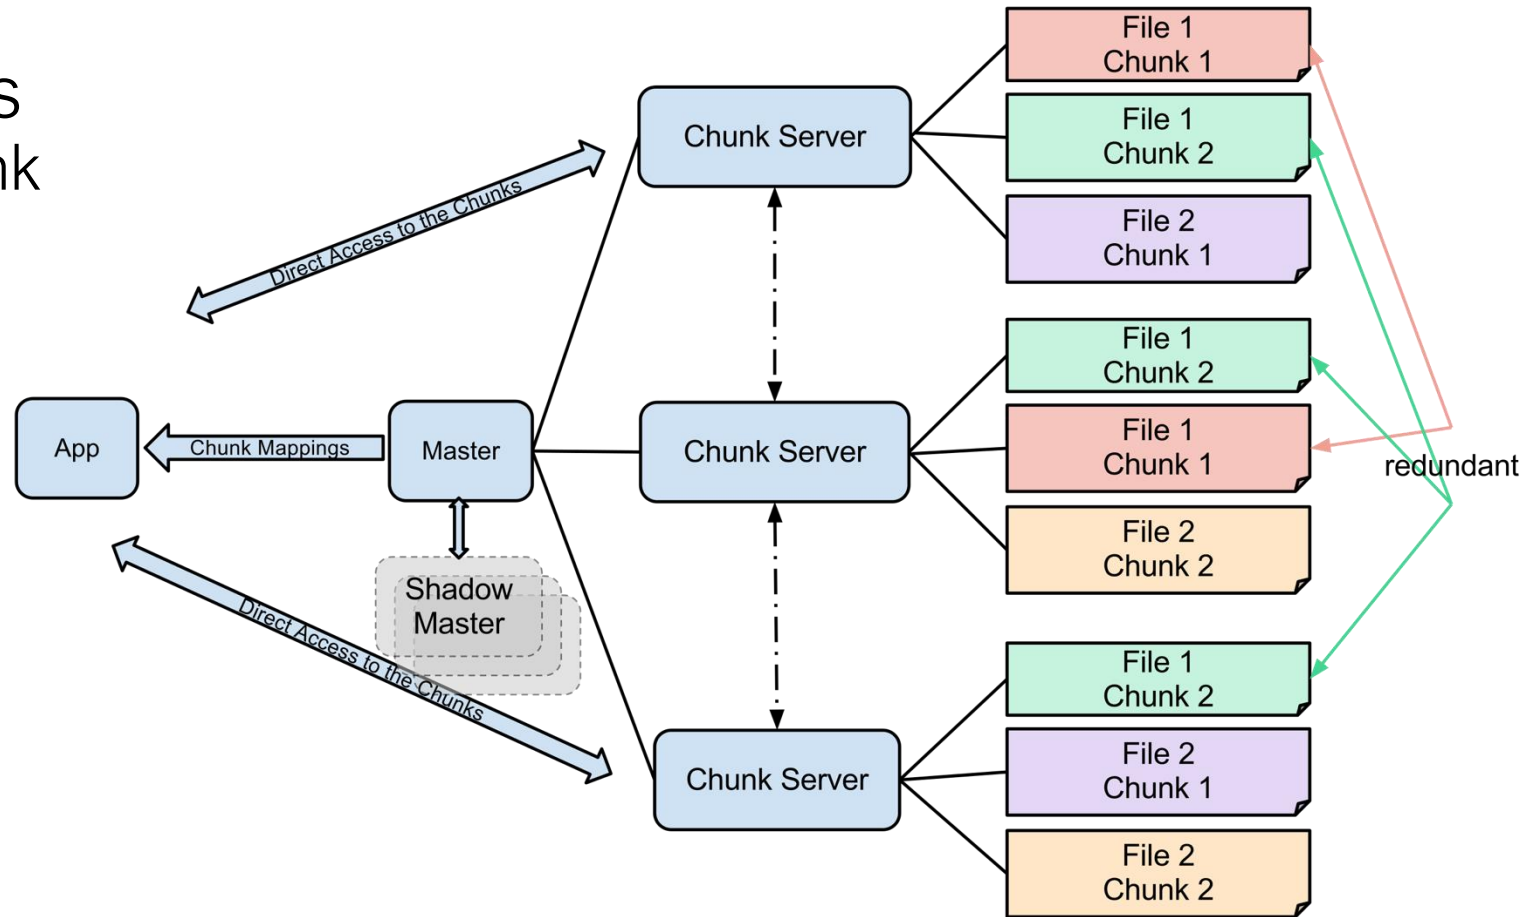 s
nk
Direct Access to the Chunks
App
Chunk Mappings
Master
Shadow
Master
Direct Access to the Chunks
Chunk Server
Chunk Server
Chunk Server
File 1
Chunk 1
File 1
Chunk 2
File 2
Chunk 1
File 1
Chunk 2
File 1
Chunk 1
File 2
Chunk 2
File 1
Chunk 2
File 2
Chunk 1
File 2
Chunk 2
redundant